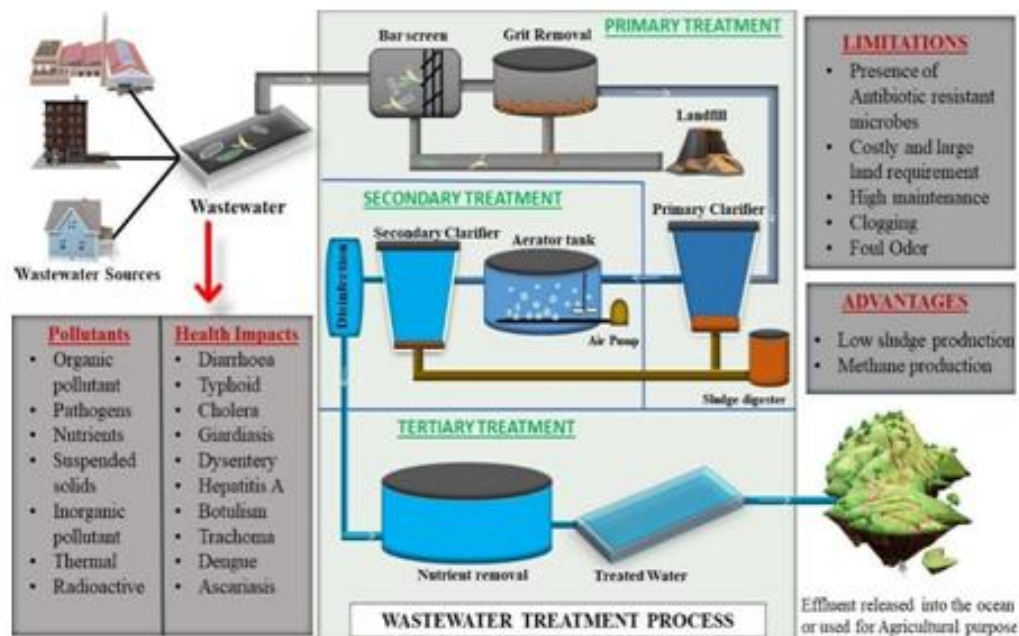 PRIMARY TREATMENT
Bar screen
Grit Removal
Landfill
Wastewater
Wastewater Sources
SECONDARY TREATMENT
Primary Clarifier
Secondary Clarifier
Aerator tank
Disinfection
Air Pump
Sludge digester
TERTIARY TREATMENT
Nutrient removal
Treated Water
WASTEWATER TREATMENT PROCESS
Pollutants
• Organic
pollutant
• Pathogens
• Nutrients
• Suspended
solids
• Inorganic
pollutant
• Thermal
• Radioactive
Health Impacts
• Diarrhoea
• Typhoid
• Cholera
• Giardiasis
• Dysentery
• Hepatitis A
• Botulism
• Trachoma
• Dengue
• Ascariasis
LIMITATIONS
• Presence of
Antibiotic resistant
microbes
• Costly and large
land requirement
• High maintenance
• Clogging
• Foul Odor
ADVANTAGES
• Low sludge production
• Methane production
Effluent released into the ocean
or used for Agricultural purpose